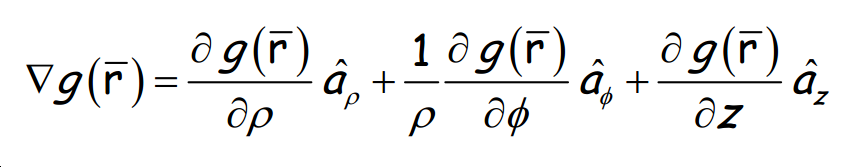 ∇g(r̅) = ∂g(r̅)/∂ρ â_ρ + 1/ρ ∂g(r̅)/∂ϕ â_ϕ + ∂g(r̅)/∂z â_z